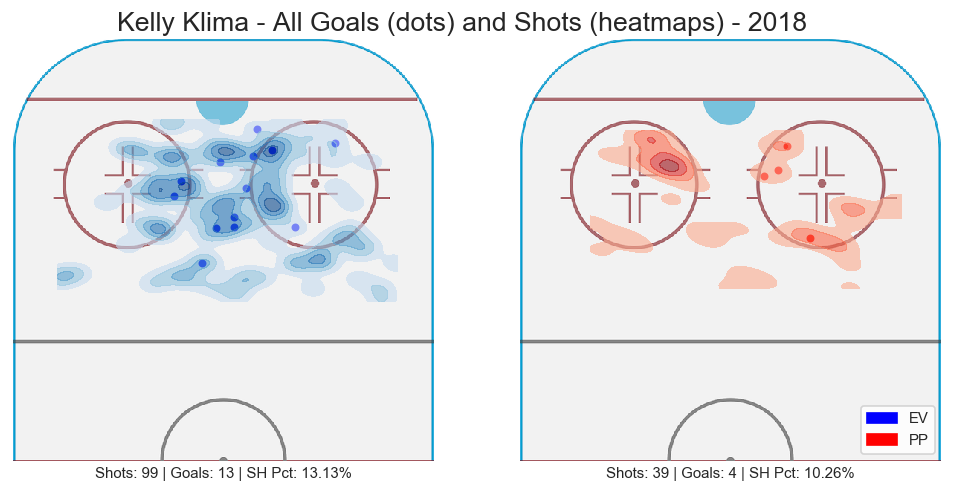 Kelly Klima - All Goals (dots) and Shots (heatmaps) - 2018
EV
PP
Shots: 99 | Goals: 13 | SH Pct: 13.13%
Shots: 39 | Goals: 4 | SH Pct: 10.26%